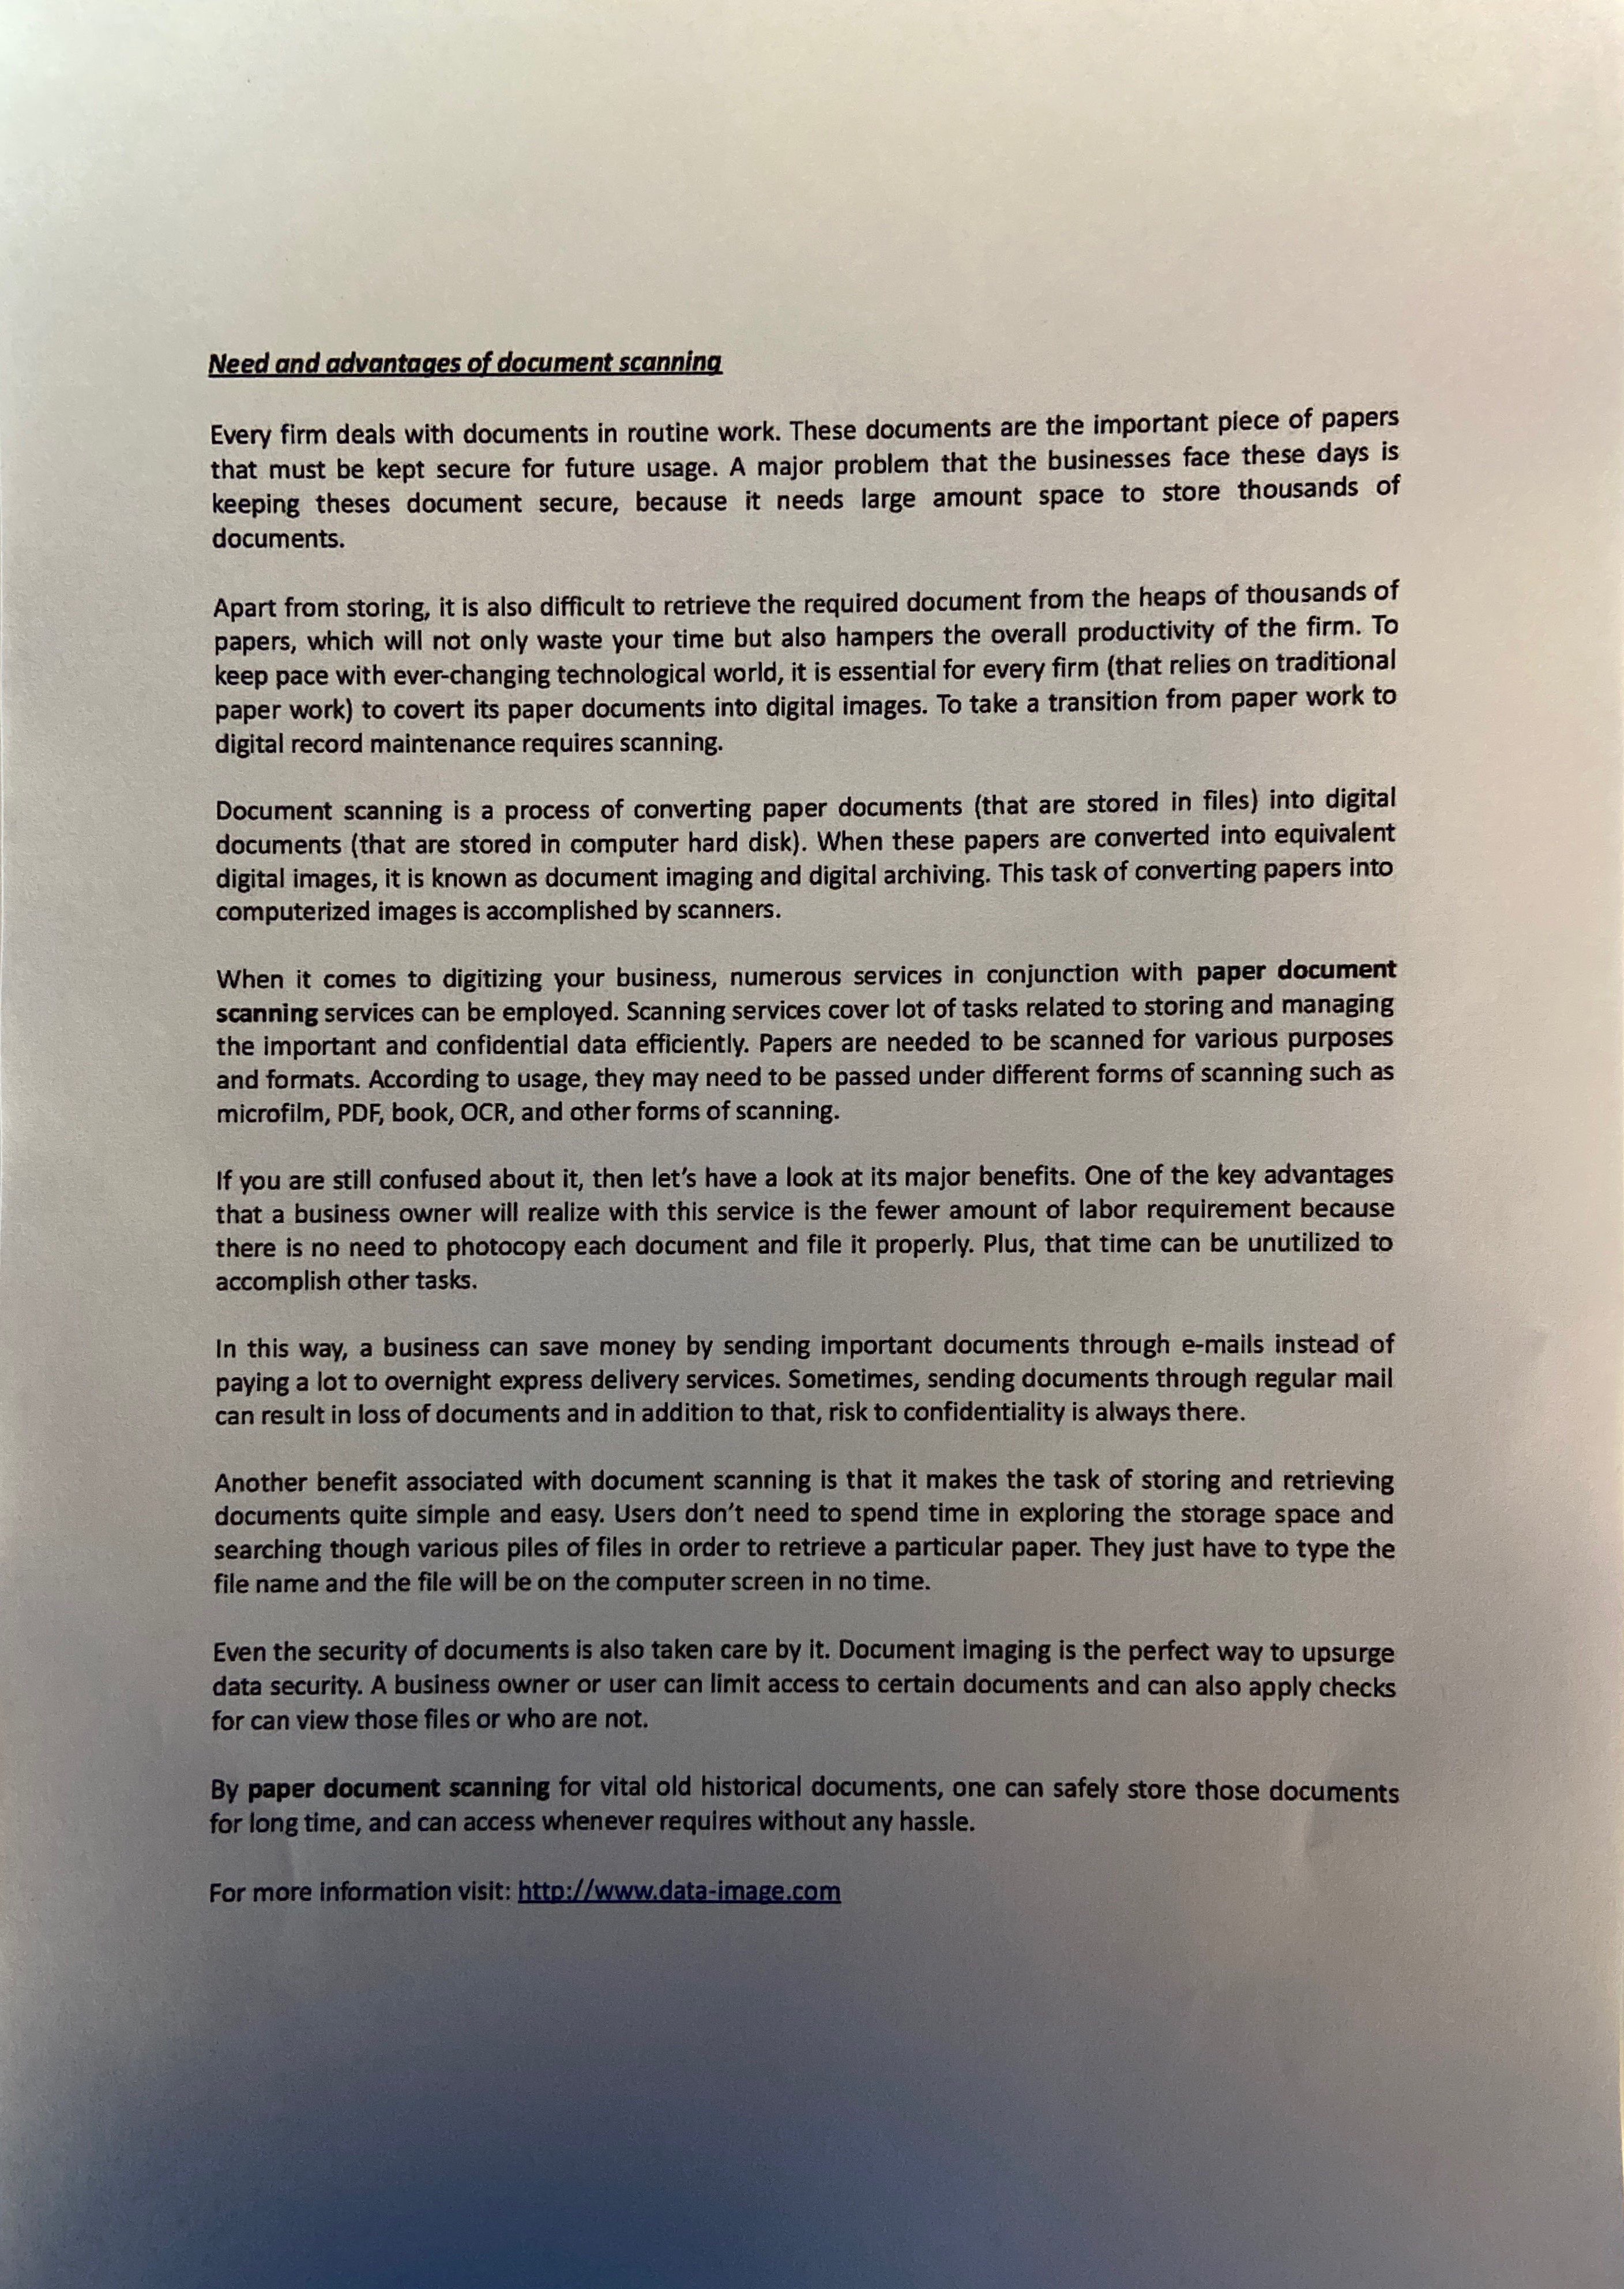 Need and advantages of document scanning
Every firm deals with documents in routine work. These documents are the important piece of papers
that must be kept secure for future usage. A major problem that the businesses face these days is
keeping theses document secure, because it needs large amount space to store thousands of
documents.
Apart from storing, it is also difficult to retrieve the required document from the heaps of thousands of
papers, which will not only waste your time but also hampers the overall productivity of the firm. To
keep pace with ever-changing technological world, it is essential for every firm (that relies on traditional
paper work) to covert its paper documents into digital images. To take a transition from paper work to
digital record maintenance requires scanning.
Document scanning is a process of converting paper documents (that are stored in files) into digital
documents (that are stored in computer hard disk). When these papers are converted into equivalent
digital images, it is known as document imaging and digital archiving. This task of converting papers into
computerized images is accomplished by scanners.
When it comes to digitizing your business, numerous services in conjunction with paper document
scanning services can be employed. Scanning services cover lot of tasks related to storing and managing
the important and confidential data efficiently. Papers are needed to be scanned for various purposes
and formats. According to usage, they may need to be passed under different forms of scanning such as
microfilm, PDF, book, OCR, and other forms of scanning.
If you are still confused about it, then let’s have a look at its major benefits. One of the key advantages
that a business owner will realize with this service is the fewer amount of labor requirement because
there is no need to photocopy each document and file it properly. Plus, that time can be unutilized to
accomplish other tasks.
In this way, a business can save money by sending important documents through e-mails instead of
paying a lot to overnight express delivery services. Sometimes, sending documents through regular mail
can result in loss of documents and in addition to that, risk to confidentiality is always there.
Another benefit associated with document scanning is that it makes the task of storing and retrieving
documents quite simple and easy. Users don’t need to spend time in exploring the storage space and
searching though various piles of files in order to retrieve a particular paper. They just have to type the
file name and the file will be on the computer screen in no time.
Even the security of documents is also taken care by it. Document imaging is the perfect way to upsurge
data security. A business owner or user can limit access to certain documents and can also apply checks
for can view those files or who are not.
By paper document scanning for vital old historical documents, one can safely store those documents
for long time, and can access whenever requires without any hassle.
For more information visit: http://www.data-image.com